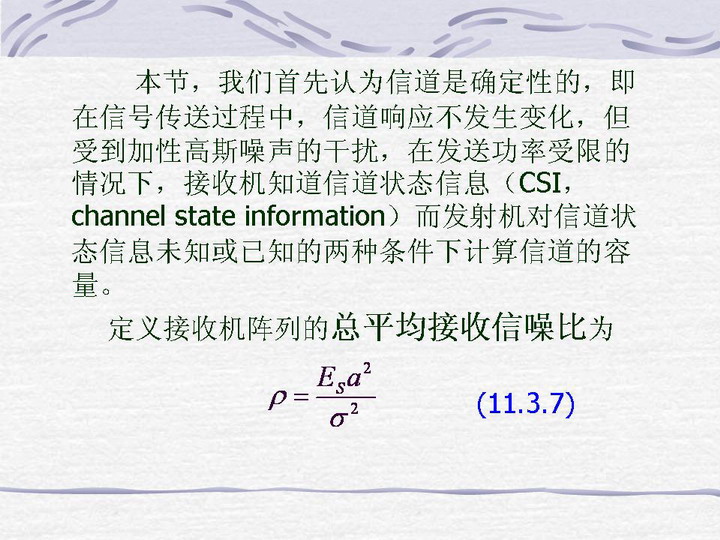 本节，我们首先认为信道是确定性的，即
在信号传送过程中，信道响应不发生变化，但
受到加性高斯噪声的干扰，在发送功率受限的
情况下，接收机知道信道状态信息（CSI，
channel state information）而发射机对信道状
态信息未知或已知的两种条件下计算信道的容
量。
定义接收机阵列的总平均接收信噪比为
ρ = E_S a² / σ² (11.3.7)